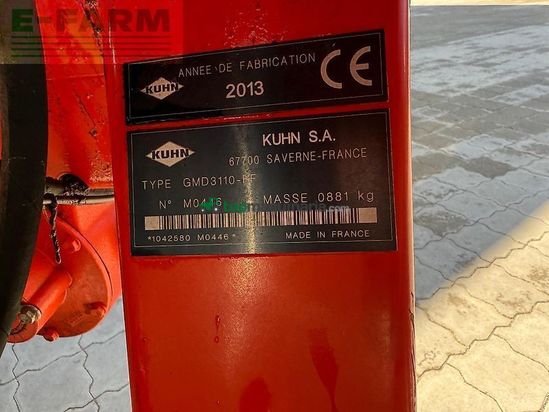 E-FARM
ANNEE DE FABRICATION
KUHN
2013
CE
KUHN S.A.
KUHN
67700 SAVERNE-FRANCE
TYPE GMD3110-FF
N° M0446 MASSE 0881 kg
*1042580 M0446*
MADE IN FRANCE